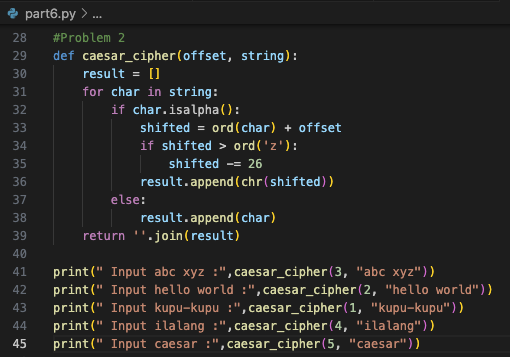 part6.py > ...
28 #Problem 2
29 def caesar_cipher(offset, string):
30     result = []
31     for char in string:
32         if char.isalpha():
33             shifted = ord(char) + offset
34             if shifted > ord('z'):
35                 shifted -= 26
36             result.append(chr(shifted))
37         else:
38             result.append(char)
39     return ''.join(result)
40
41 print(" Input abc xyz :",caesar_cipher(3, "abc xyz"))
42 print(" Input hello world :",caesar_cipher(2, "hello world"))
43 print(" Input kupu-kupu :",caesar_cipher(1, "kupu-kupu"))
44 print(" Input ilalang :",caesar_cipher(4, "ilalang"))
45 print(" Input caesar :",caesar_cipher(5, "caesar"))